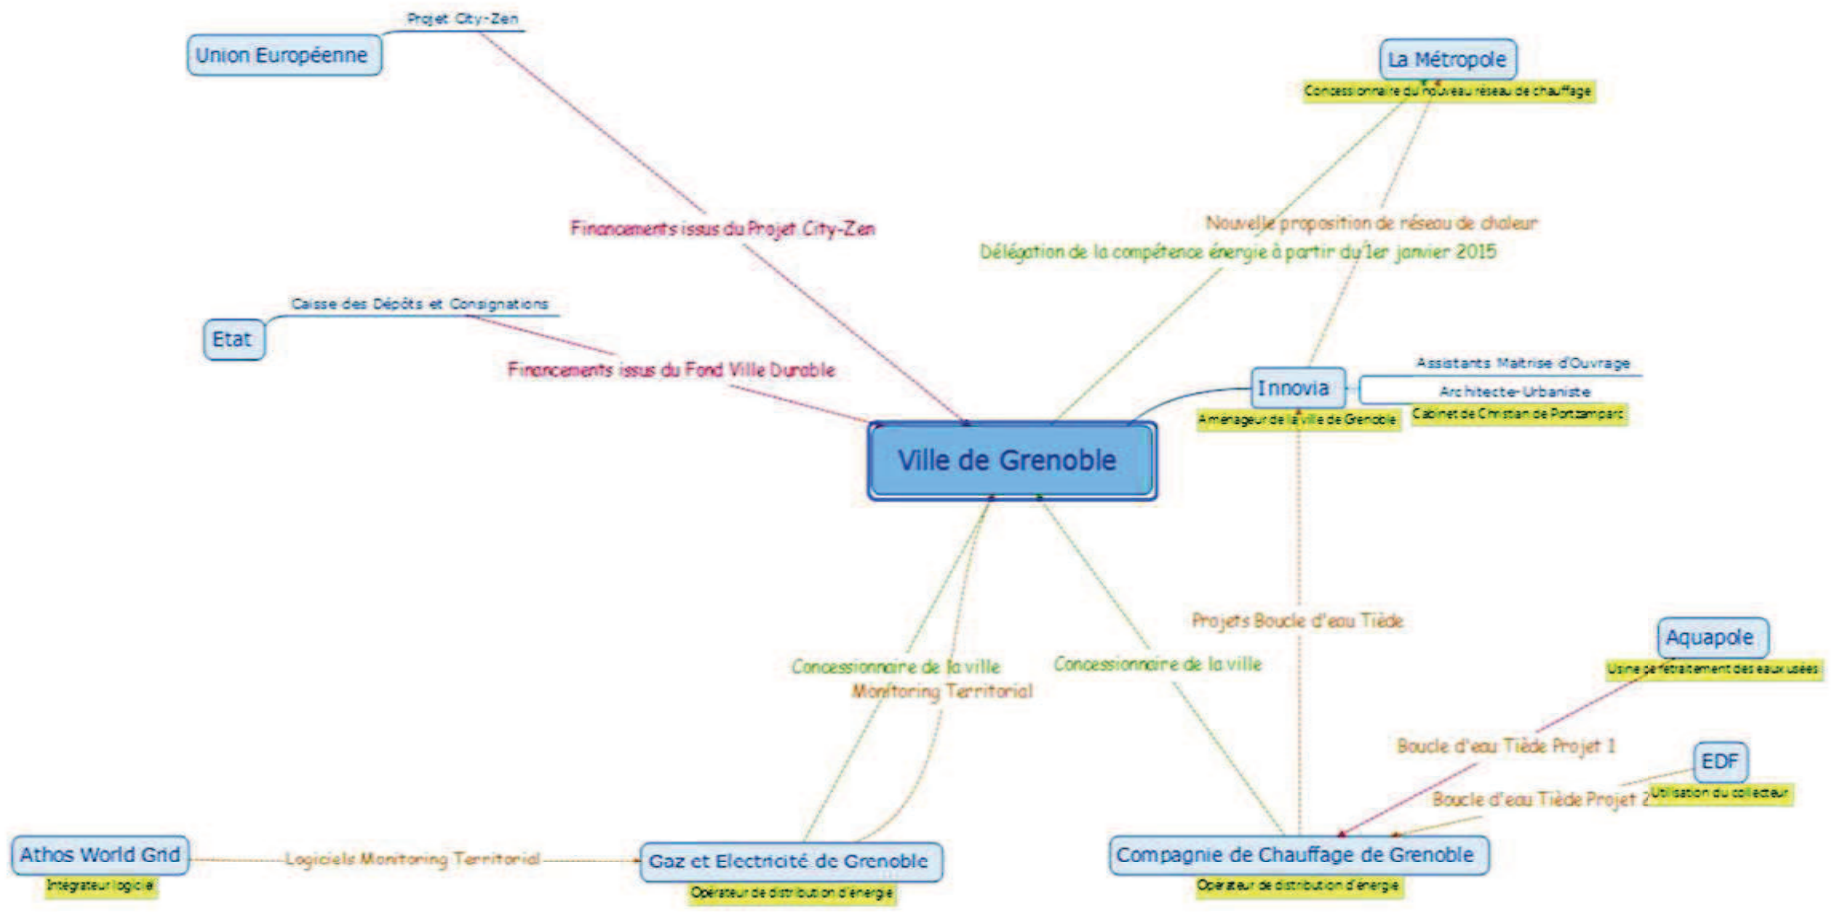 Projet City-Zen
Union Européenne
La Métropole
Concessionnaire du nouveau réseau de chauffage
Financements issus du Projet City-Zen
Nouvelle proposition de réseau de chaleur
Délégation de la compétence énergie à partir du 1er janvier 2015
Caisse des Dépôts et Consignations
Etat
Financements issus du Fond Ville Durable
Assistants Maitrise d'Ouvrage
Innovia
Architecte-Urbaniste
Aménageur de la ville de Grenoble
Cabinet de Christian de Portzamparc
Ville de Grenoble
Projets Boucle d'eau Tiède
Aquapole
Concessionnaire de la ville
Concessionnaire de la ville
Usine de retraitement des eaux usées
Monitoring Territorial
Boucle d'eau Tiède Projet 1
EDF
Boucle d'eau Tiède Projet 2
Utilisation du collecteur
Athos World Grid
Logiciels Monitoring Territorial
Gaz et Electricité de Grenoble
Compagnie de Chauffage de Grenoble
Intégrateur logiciel
Opérateur de distribution d'énergie
Opérateur de distribution d'énergie